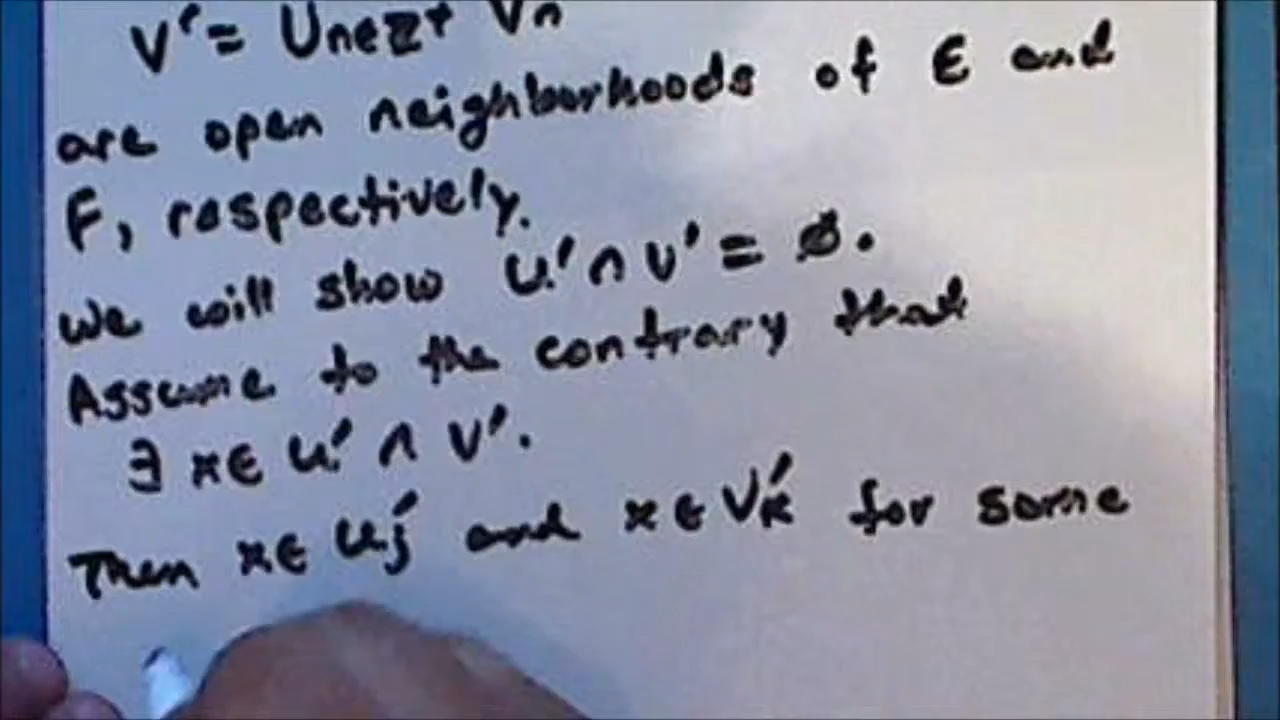 V' = ∪n∈Z+ Vn
are open neighborhoods of E and
F, respectively.
We will show U' ∩ V' = ∅.
Assume to the contrary that
∃ x∈ U' ∩ V'.
Then x∈ Uj' and x∈ Vk' for some